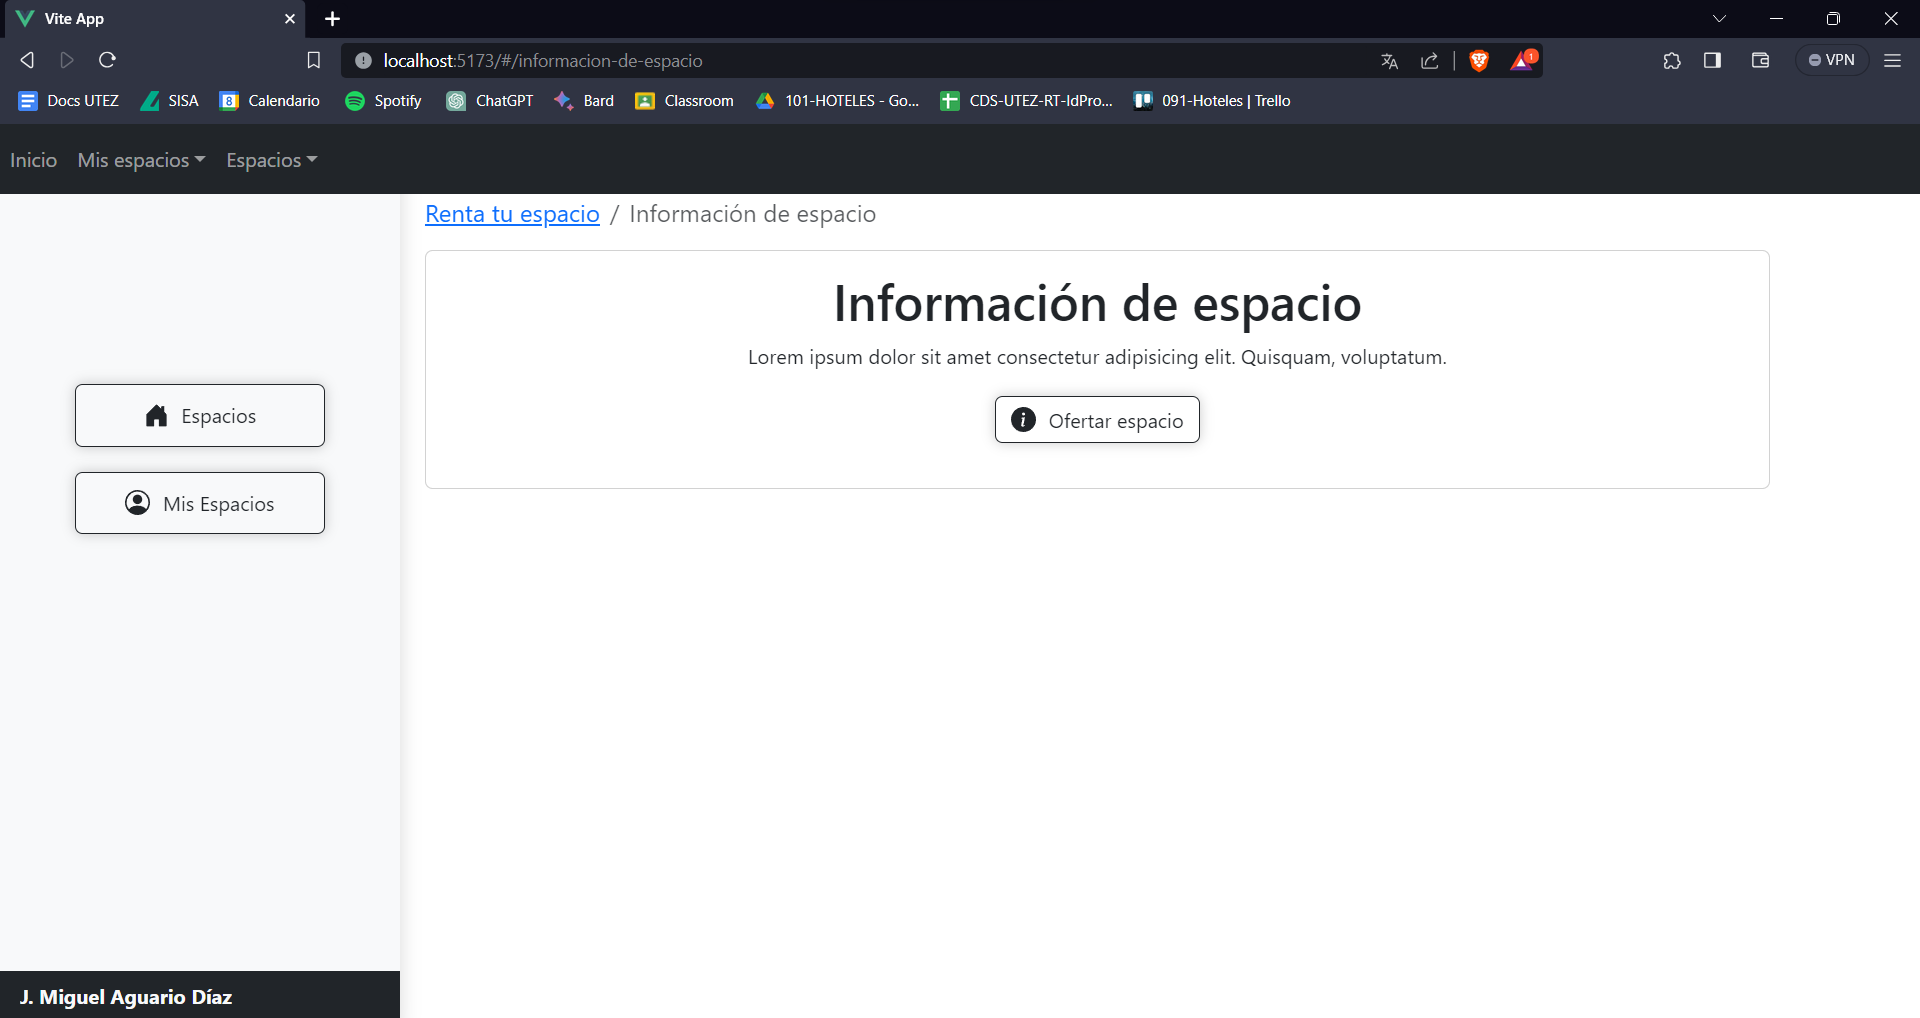 Vite App
localhost:5173/#/informacion-de-espacio
1
VPN
Docs UTEZ
SISA
8
Calendario
Spotify
ChatGPT
Bard
Classroom
101-HOTELES - Go...
CDS-UTEZ-RT-IdPro...
091-Hoteles | Trello
Inicio
Mis espacios
Espacios
Renta tu espacio / Información de espacio
Información de espacio
Lorem ipsum dolor sit amet consectetur adipisicing elit. Quisquam, voluptatum.
Ofertar espacio
Espacios
Mis Espacios
J. Miguel Aguario Díaz